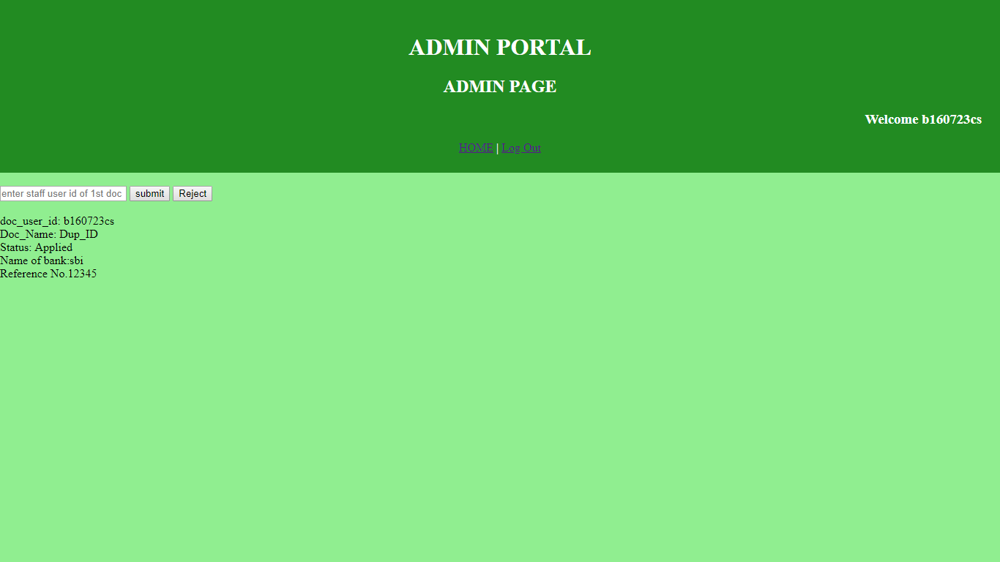 ADMIN PORTAL
ADMIN PAGE
Welcome b160723cs
HOME | Log Out
enter staff user id of 1st doc submit Reject
doc_user_id: b160723cs
Doc_Name: Dup_ID
Status: Applied
Name of bank:sbi
Reference No.12345